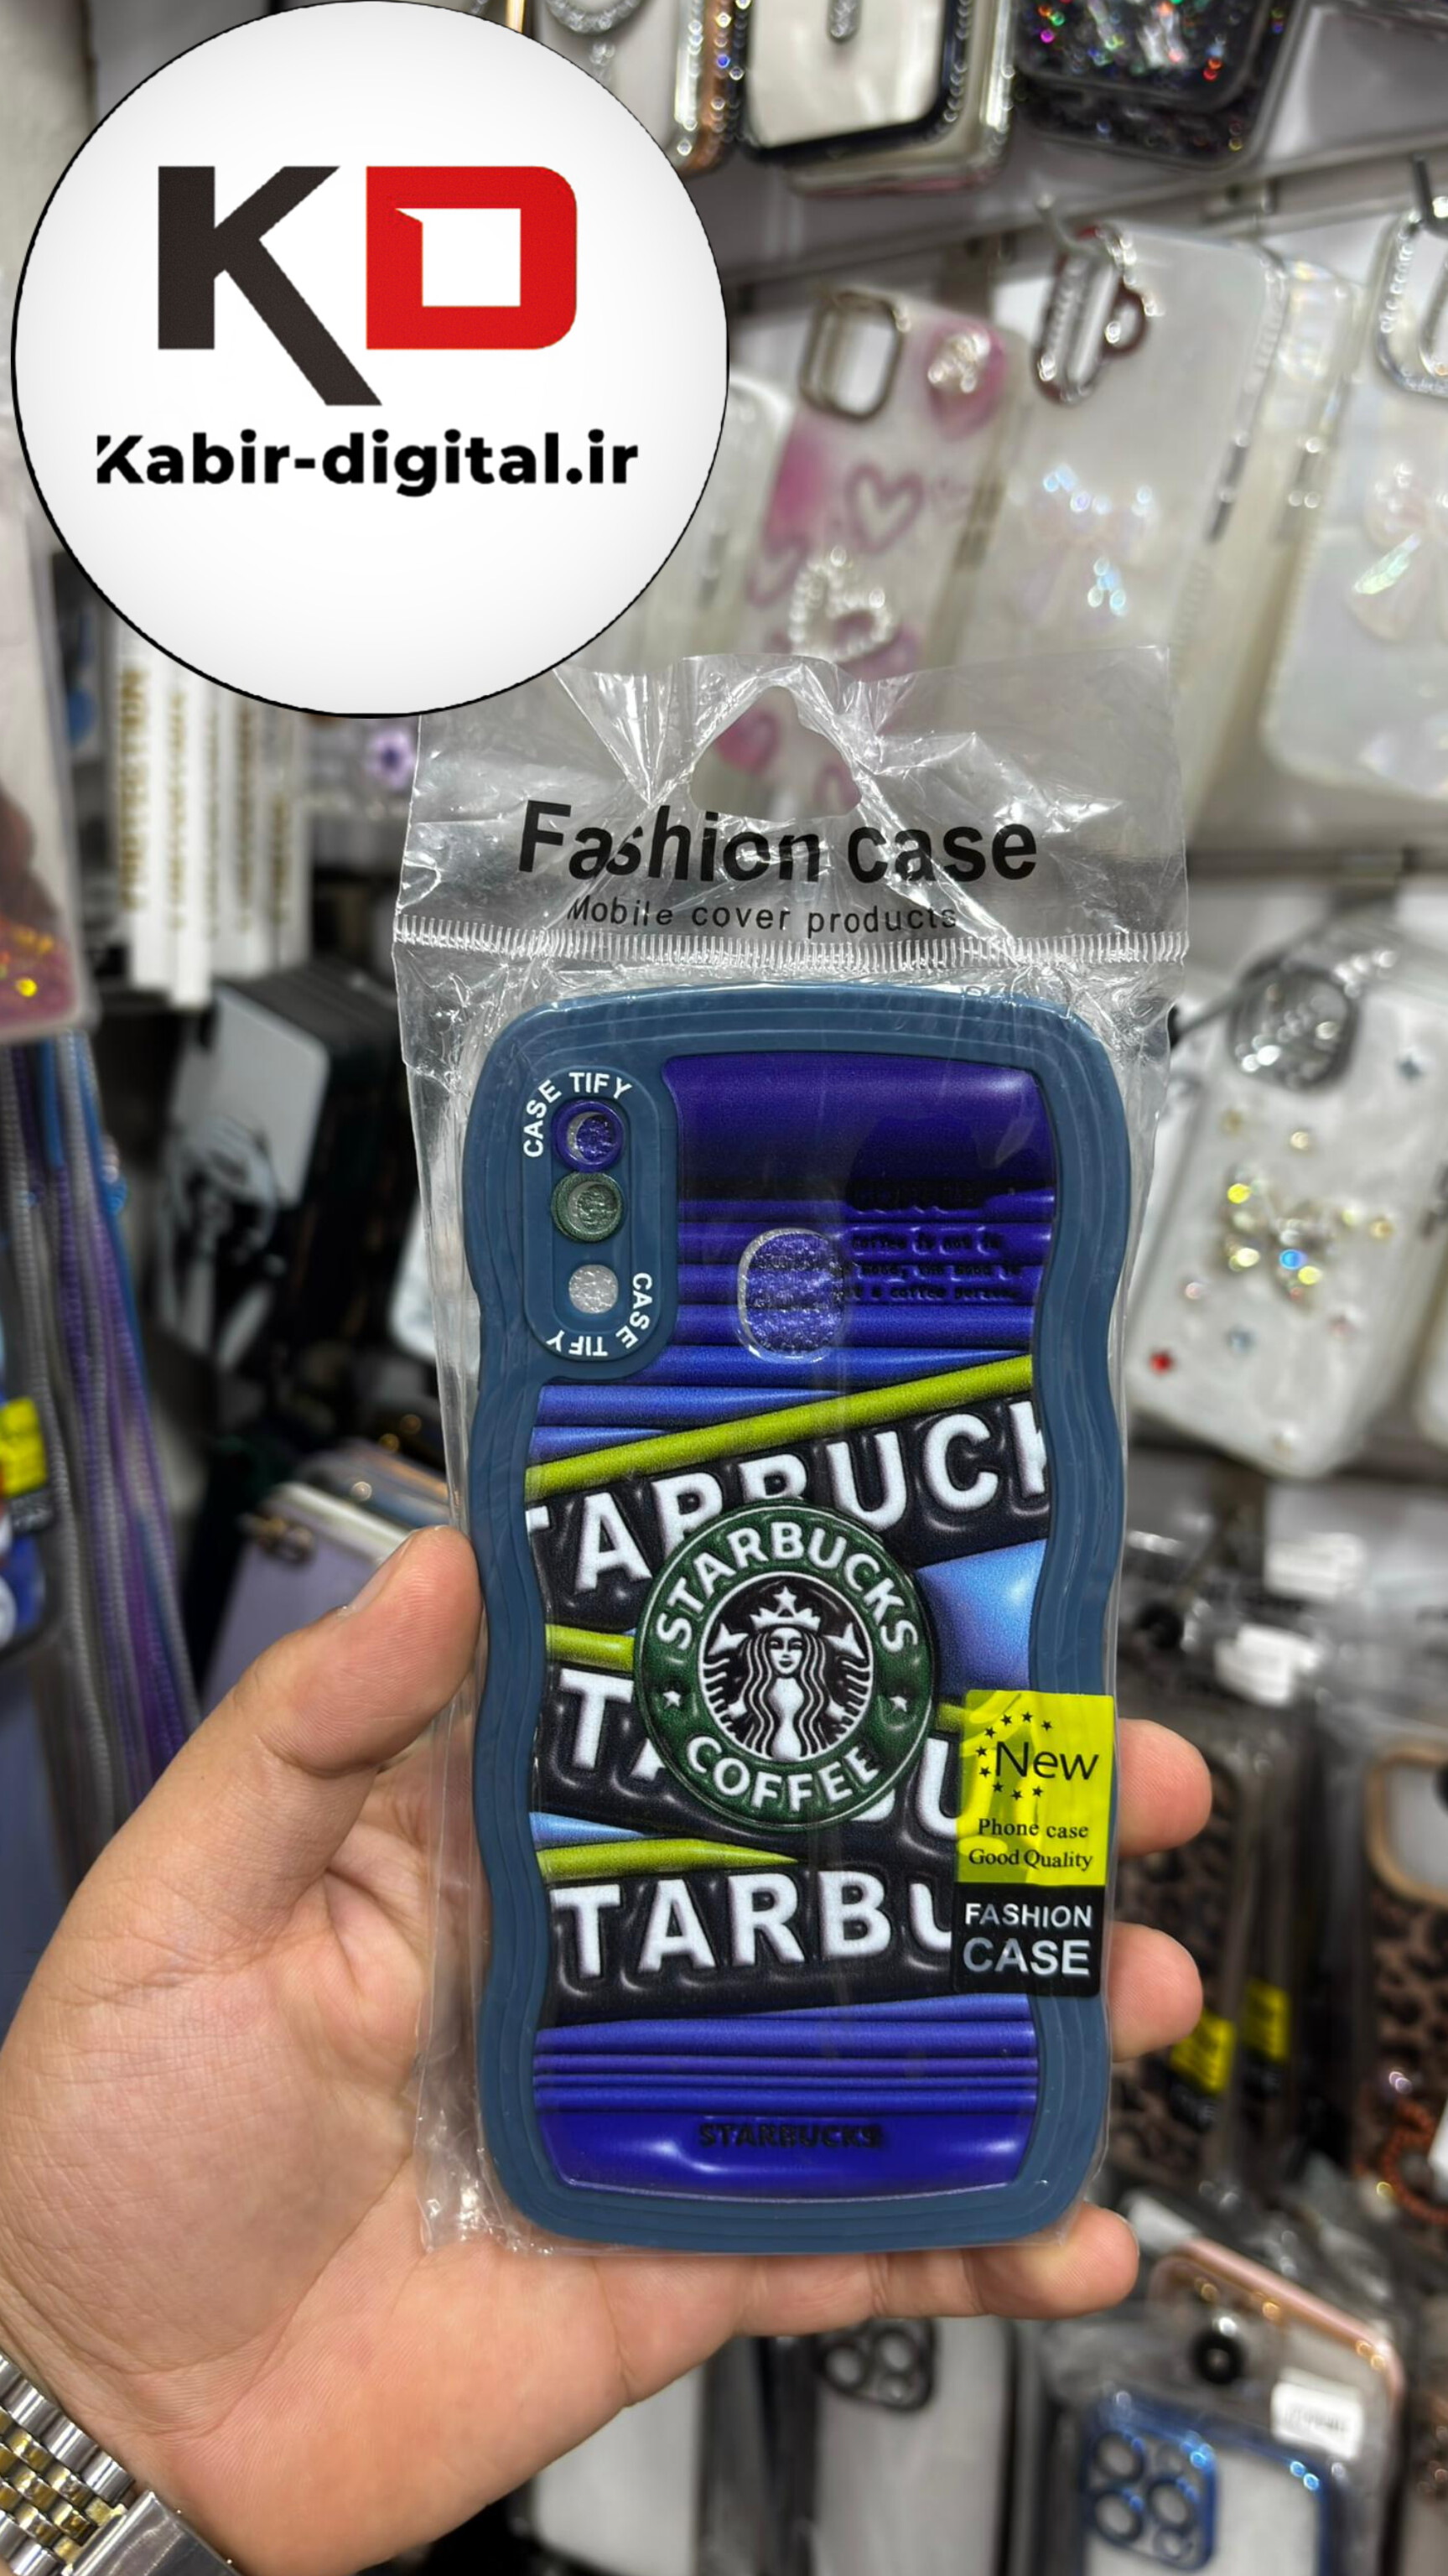 KD
Kabir-digital.ir
Fashion case
Mobile cover products
CASE TIFY
CASE TIFY
TARBUCK
STARBUCKS
COFFEE
TARBU
STARBUCKS
New
Phone case
Good Quality
FASHION
CASE